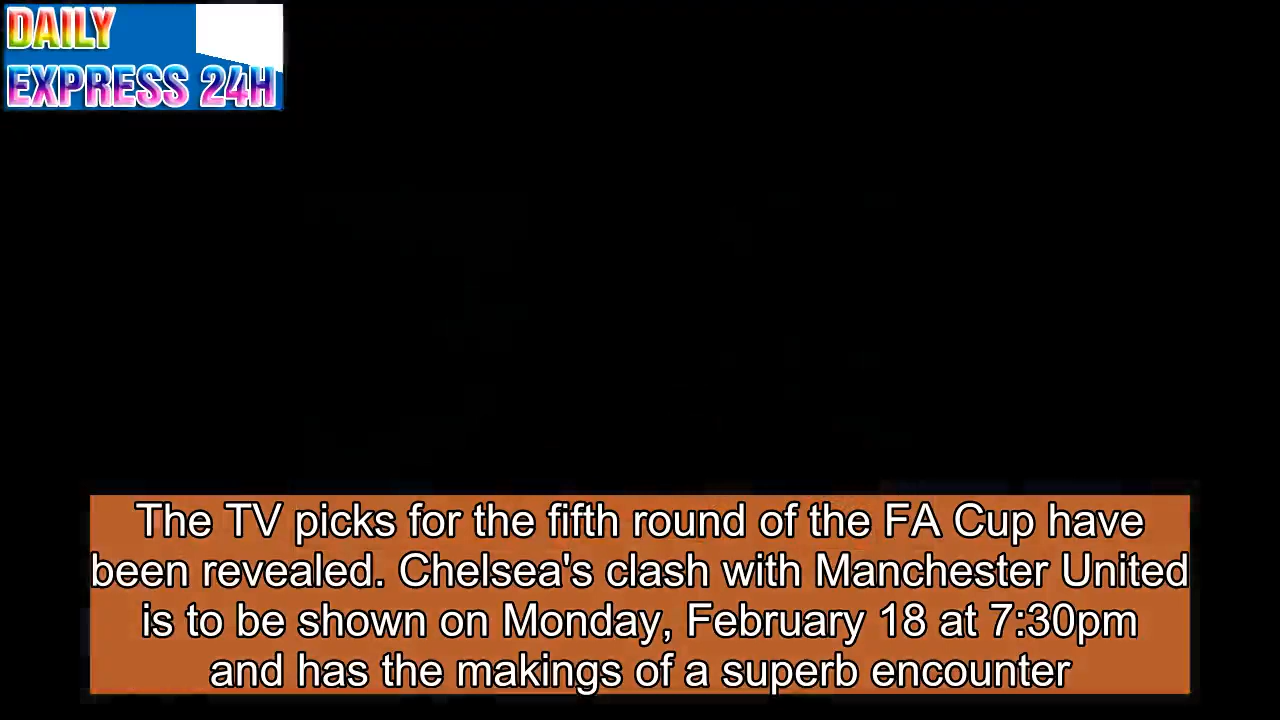 DAILY
EXPRESS 24H
The TV picks for the fifth round of the FA Cup have
been revealed. Chelsea's clash with Manchester United
is to be shown on Monday, February 18 at 7:30pm
and has the makings of a superb encounter